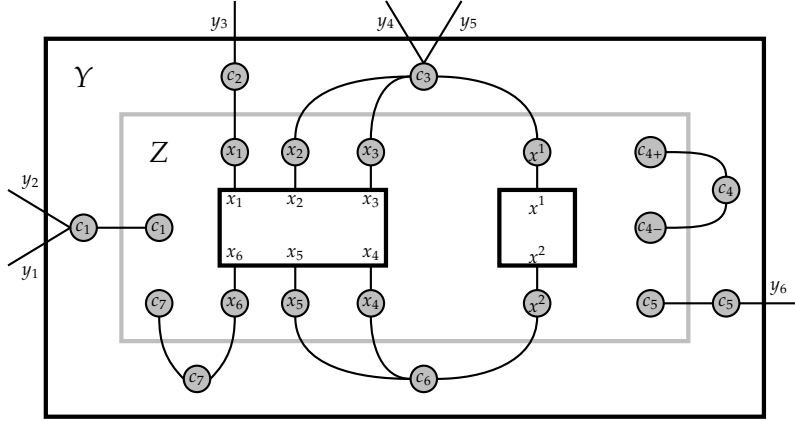 y₃ y₄ y₅
𝒴 c₂ c₃
Z x₁ x₂ x₃ x¹ c₄₊
y₂ x₁ x₂ x₃ x¹ c₄
c₁ c₁ c₄₋
y₁ x₆ x₅ x₄ x²
c₇ x₆ x₅ x₄ x² c₅ c₅ y₆
c₇ c₆